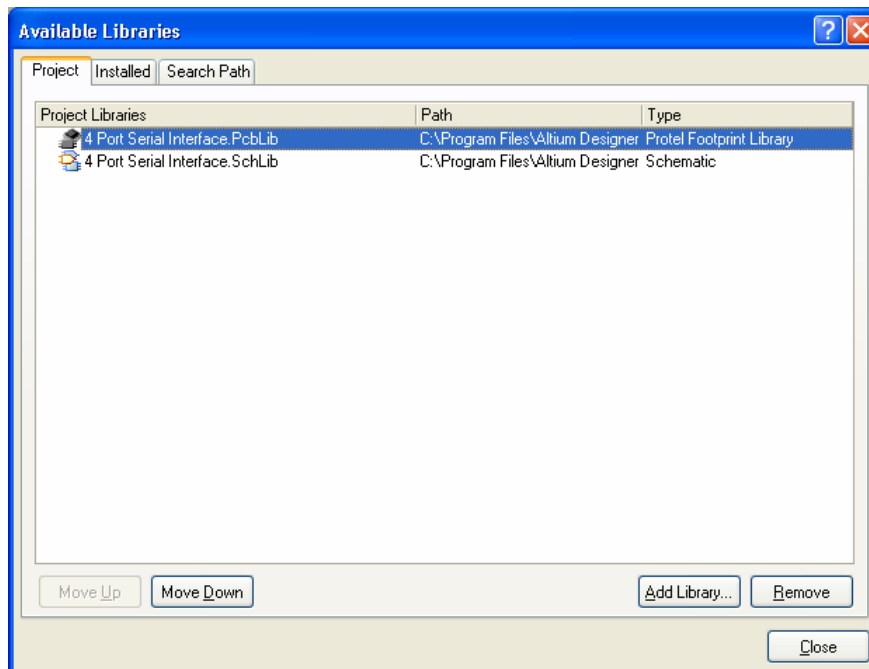 Available Libraries
Project Installed Search Path
Project Libraries Path Type
4 Port Serial Interface.PcbLib C:\Program Files\Altium Designer Protel Footprint Library
4 Port Serial Interface.SchLib C:\Program Files\Altium Designer Schematic
Move Up Move Down Add Library... Remove
Close